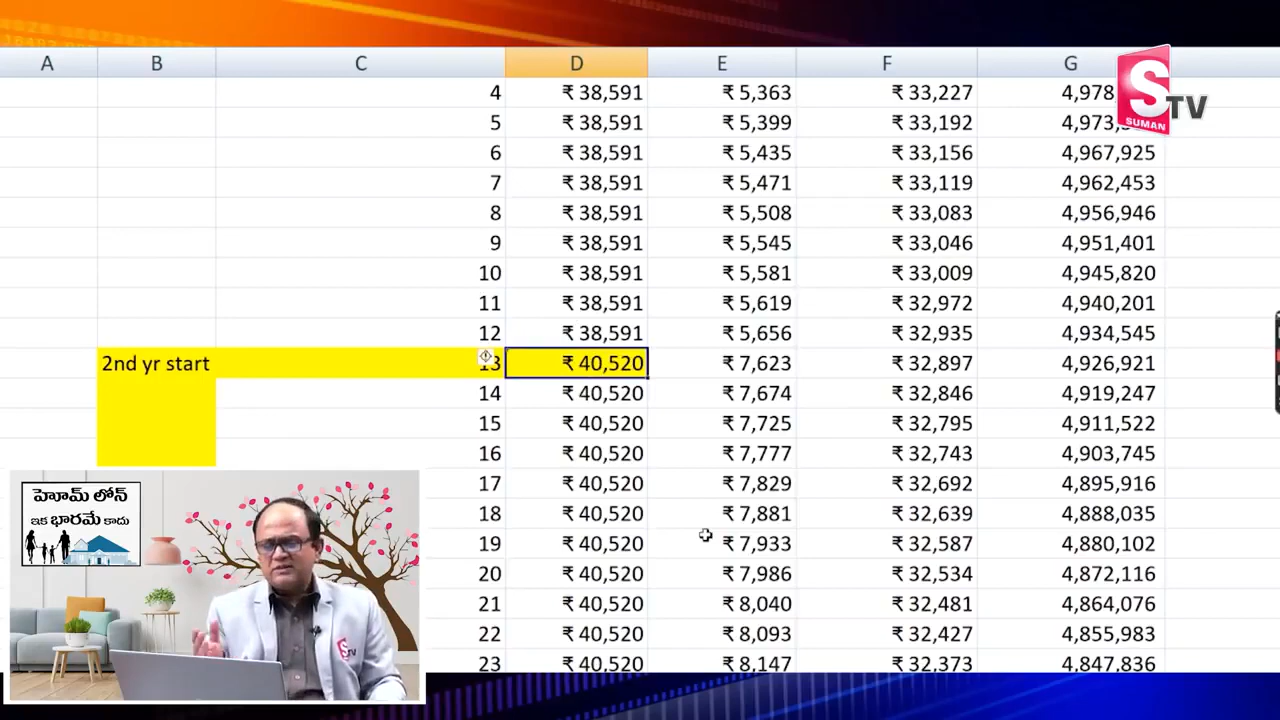 A B C D E F G
4 ₹ 38,591 ₹ 5,363 ₹ 33,227 4,978
5 ₹ 38,591 ₹ 5,399 ₹ 33,192
6 ₹ 38,591 ₹ 5,435 ₹ 33,156 4,967,925
7 ₹ 38,591 ₹ 5,471 ₹ 33,119 4,962,453
8 ₹ 38,591 ₹ 5,508 ₹ 33,083 4,956,946
9 ₹ 38,591 ₹ 5,545 ₹ 33,046 4,951,401
10 ₹ 38,591 ₹ 5,581 ₹ 33,009 4,945,820
11 ₹ 38,591 ₹ 5,619 ₹ 32,972 4,940,201
12 ₹ 38,591 ₹ 5,656 ₹ 32,935 4,934,545
2nd yr start 13 ₹ 40,520 ₹ 7,623 ₹ 32,897 4,926,921
14 ₹ 40,520 ₹ 7,674 ₹ 32,846 4,919,247
15 ₹ 40,520 ₹ 7,725 ₹ 32,795 4,911,522
16 ₹ 40,520 ₹ 7,777 ₹ 32,743 4,903,745
17 ₹ 40,520 ₹ 7,829 ₹ 32,692 4,895,916
18 ₹ 40,520 ₹ 7,881 ₹ 32,639 4,888,035
19 ₹ 40,520 ₹ 7,933 ₹ 32,587 4,880,102
20 ₹ 40,520 ₹ 7,986 ₹ 32,534 4,872,116
21 ₹ 40,520 ₹ 8,040 ₹ 32,481 4,864,076
22 ₹ 40,520 ₹ 8,093 ₹ 32,427 4,855,983
23 ₹ 40,520 ₹ 8,147 ₹ 32,373 4,847,836
S TV
SUMAN
హెూమ్ లోన్
ఇక భారమే కాదు
S TV